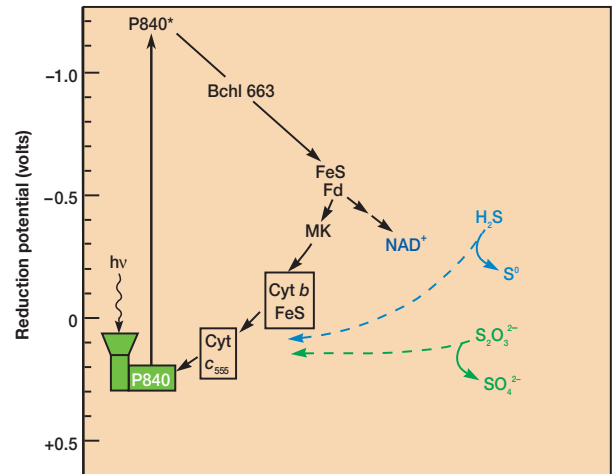 P840*
–1.0
Bchl 663
FeS
Fd
–0.5
MK
NAD⁺
H₂S
S⁰
hν
Cyt b
FeS
0
Cyt
c₅₅₅
S₂O₃²⁻
SO₄²⁻
P840
+0.5
Reduction potential (volts)